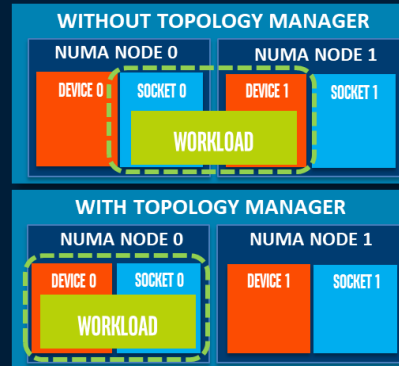 WITHOUT TOPOLOGY MANAGER
NUMA NODE 0
NUMA NODE 1
DEVICE 0
SOCKET 0
DEVICE 1
SOCKET 1
WORKLOAD
WITH TOPOLOGY MANAGER
NUMA NODE 0
NUMA NODE 1
DEVICE 0
SOCKET 0
DEVICE 1
SOCKET 1
WORKLOAD